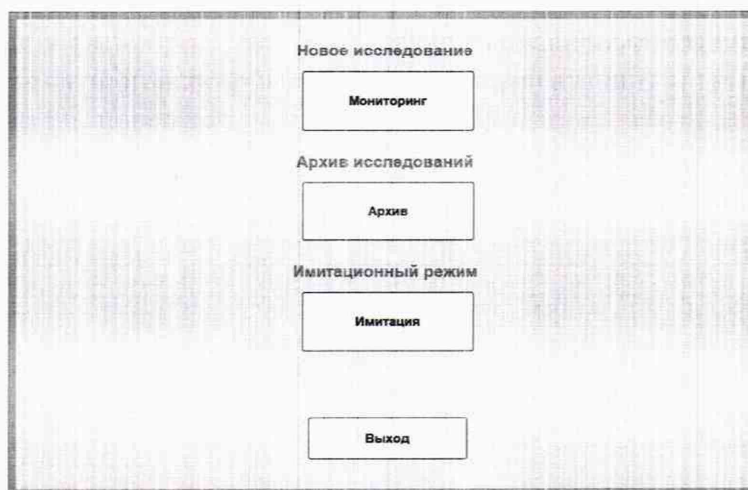 Новое исследование
Мониторинг
Архив исследований
Архив
Имитационный режим
Имитация
Выход